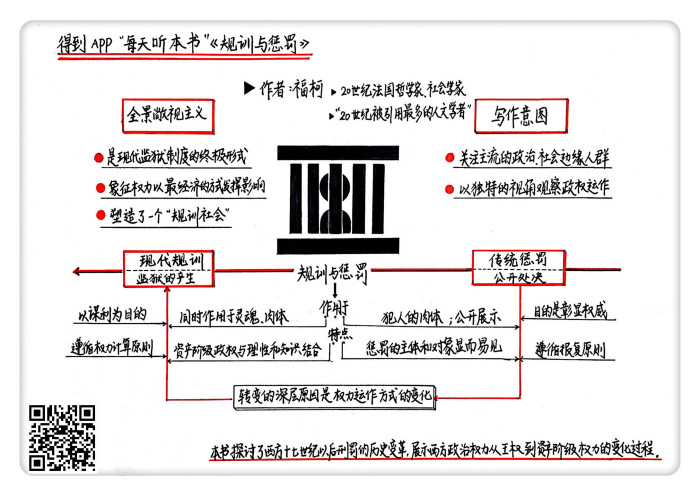 得到APP“每天听本书”《规训与惩罚》
作者:福柯
20世纪法国哲学家、社会学家
“20世纪被引用最多的人文学者”
全景敞视主义
是现代监狱制度的终极形式
象征权力以最经济的方式发挥影响
塑造了一个“规训社会”
写作意图
关注主流的政治社会边缘人群
以独特的视角观察政权运作
现代规训
监狱的产生
规训与惩罚
传统惩罚
公开处决
作用于
以谋利为目的
同时作用于灵魂、肉体
犯人的肉体;公开展示
目的是彰显权威
特点
遵循权力计算原则
资产阶级政权与理性和知识结合
惩罚的主体和对象显而易见
遵循报复原则
转变的深层原因是权力运作方式的变化
本书探讨了西方十七世纪以后刑罚的历史变革,展示西方政治权力从王权到资产阶级权力的变化过程。